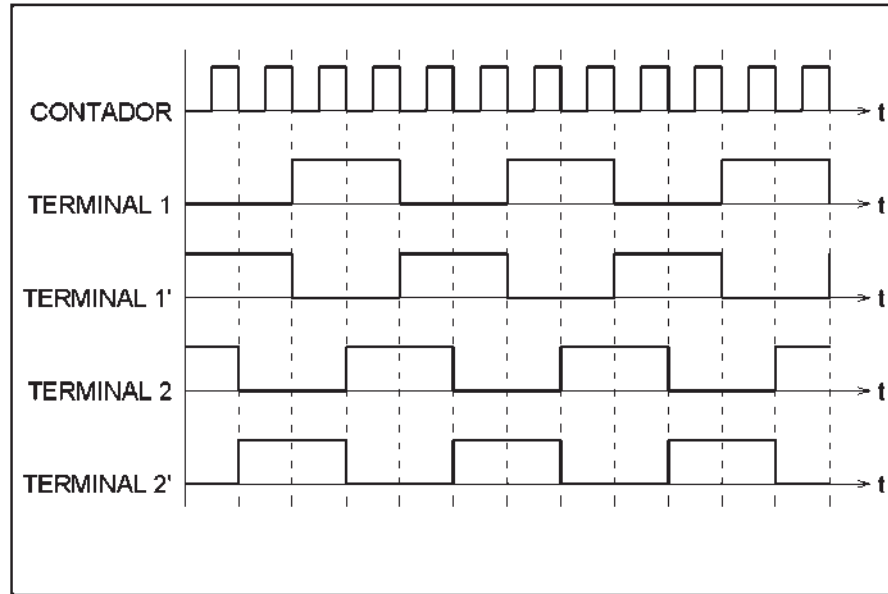 CONTADOR t
TERMINAL 1 t
TERMINAL 1' t
TERMINAL 2 t
TERMINAL 2' t